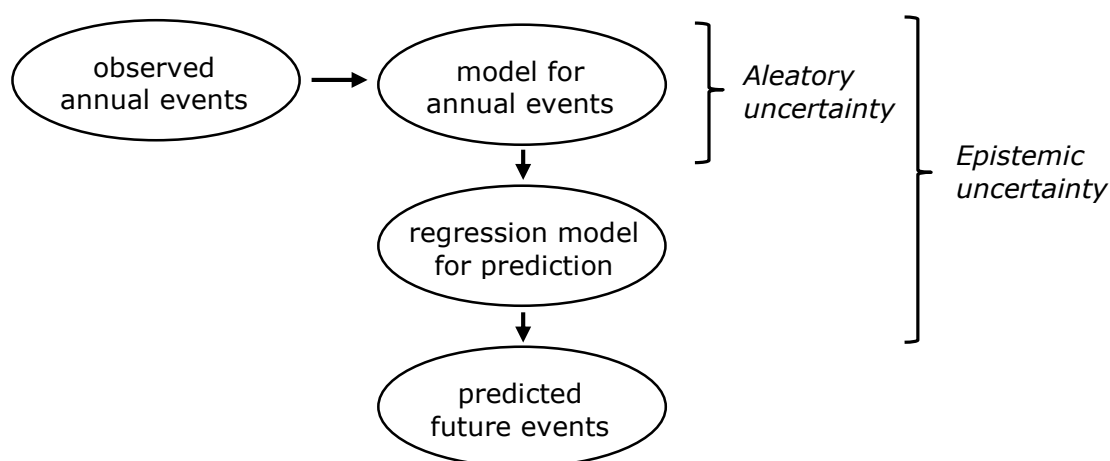 observed
annual events
model for
annual events
Aleatory
uncertainty
Epistemic
uncertainty
regression model
for prediction
predicted
future events